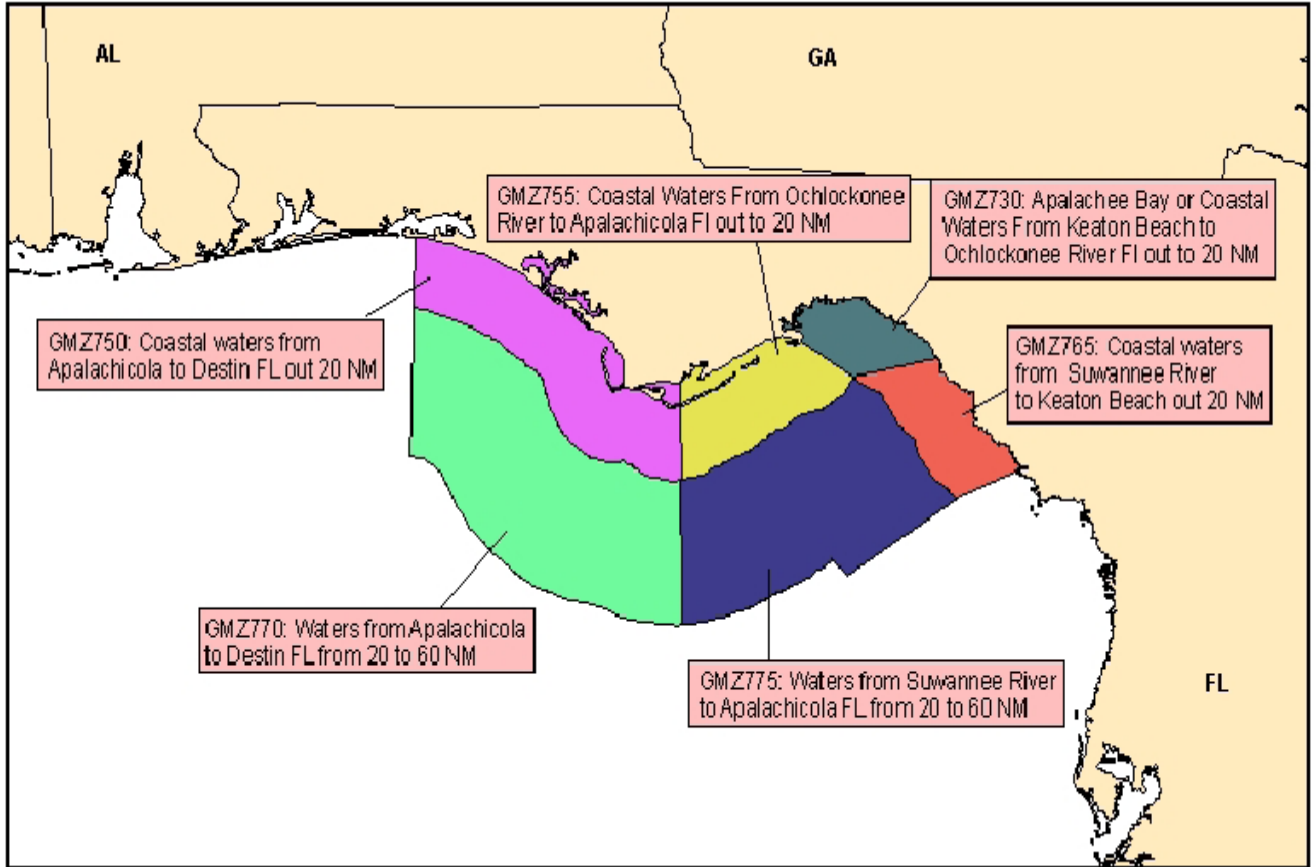 AL
GA
GMZ755: Coastal Waters From Ochlockonee
River to Apalachicola Fl out to 20 NM
GMZ730: Apalachee Bay or Coastal
Waters From Keaton Beach to
Ochlockonee River Fl out to 20 NM
GMZ750: Coastal waters from
Apalachicola to Destin FL out 20 NM
GMZ765: Coastal waters
from Suwannee River
to Keaton Beach out 20 NM
GMZ770: Waters from Apalachicola
to Destin FL from 20 to 60 NM
GMZ775: Waters from Suwannee River
to Apalachicola FL from 20 to 60 NM
FL